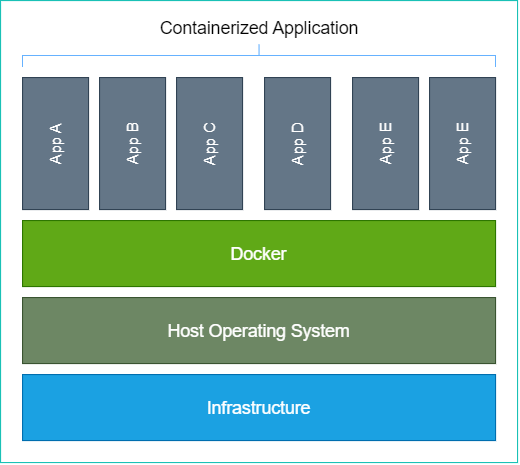 Containerized Application
App A
App B
App C
App D
App E
App E
Docker
Host Operating System
Infrastructure